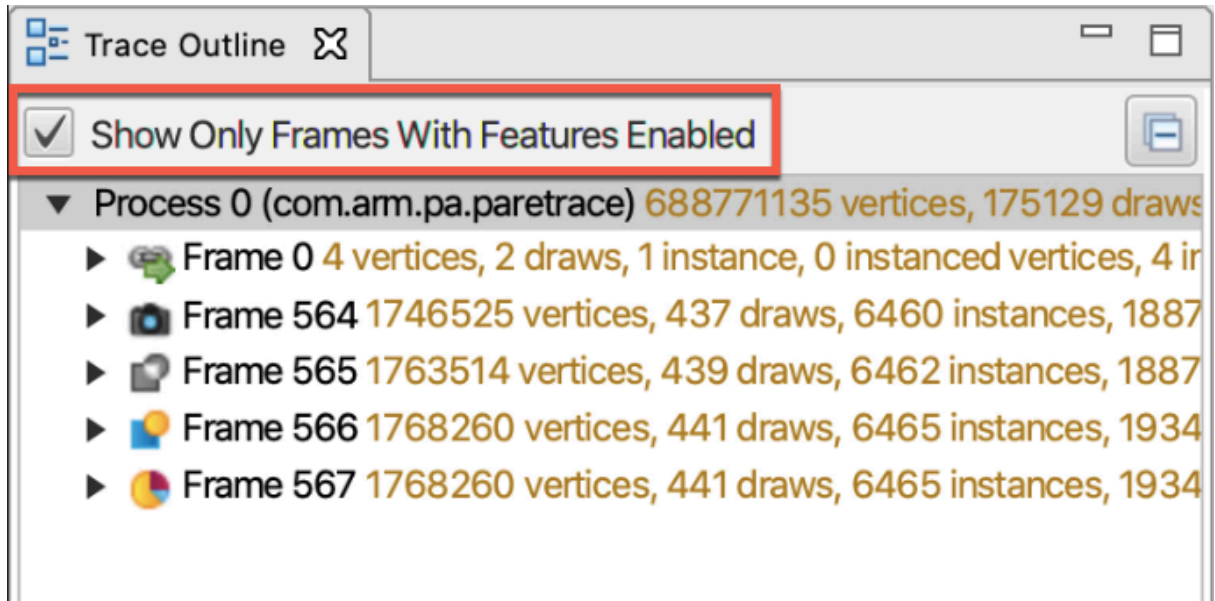 Trace Outline
Show Only Frames With Features Enabled
Process 0 (com.arm.pa.paretrace) 688771135 vertices, 175129 draws
Frame 0 4 vertices, 2 draws, 1 instance, 0 instanced vertices, 4 ir
Frame 564 1746525 vertices, 437 draws, 6460 instances, 1887
Frame 565 1763514 vertices, 439 draws, 6462 instances, 1887
Frame 566 1768260 vertices, 441 draws, 6465 instances, 1934
Frame 567 1768260 vertices, 441 draws, 6465 instances, 1934